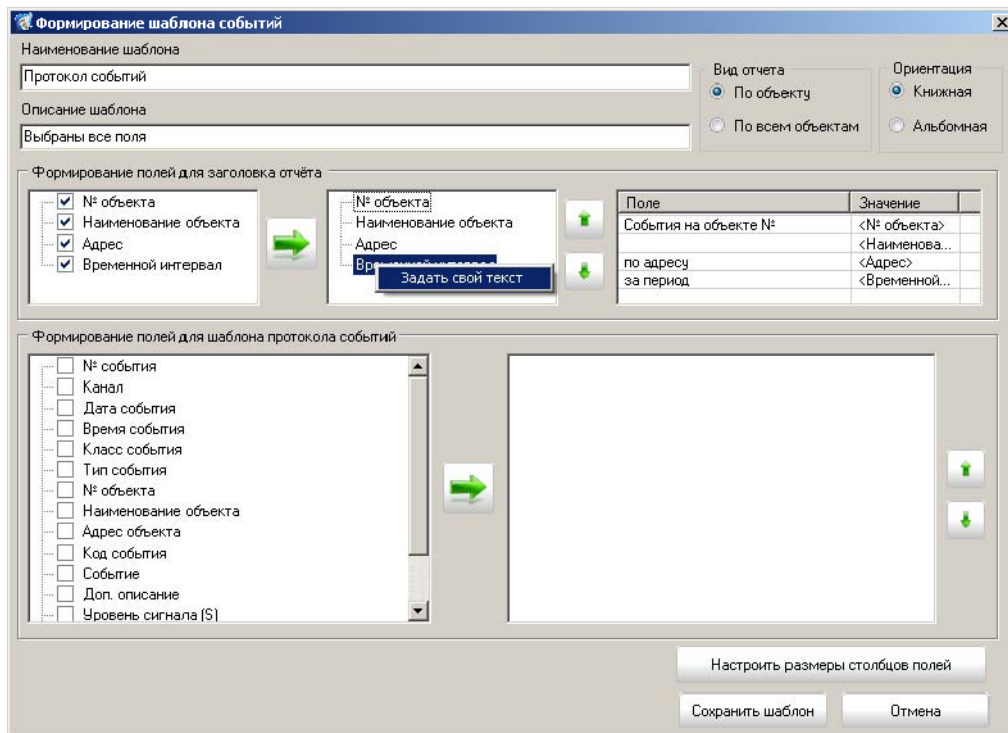 Формирование шаблона событий
Наименование шаблона
Протокол событий
Описание шаблона
Выбраны все поля
Вид отчета
По объекту
По всем объектам
Ориентация
Книжная
Альбомная
Формирование полей для заголовка отчёта
№ объекта
Наименование объекта
Адрес
Временной интервал
№ объекта
Наименование объекта
Адрес
Задать свой текст
Поле Значение
События на объекте № <№ объекта>
<Наименова...
по адресу <Адрес>
за период <Временной...
Формирование полей для шаблона протокола событий
№ события
Канал
Дата события
Время события
Класс события
Тип события
№ объекта
Наименование объекта
Адрес объекта
Код события
Событие
Доп. описание
Уровень сигнала (S)
Настроить размеры столбцов полей
Сохранить шаблон
Отмена